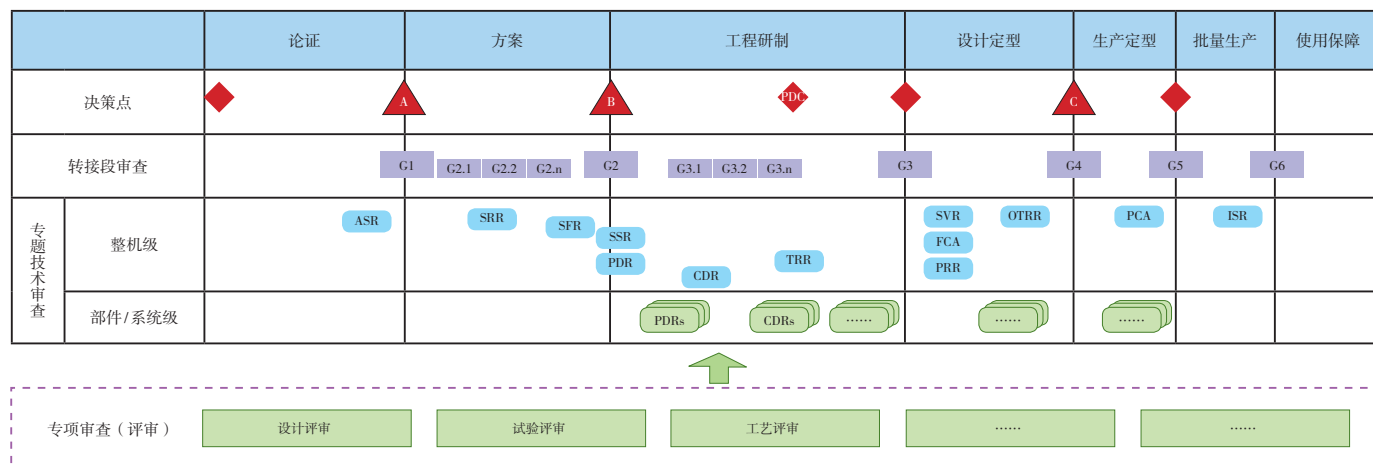 论证 方案 工程研制 设计定型 生产定型 批量生产 使用保障
决策点 A B PDC C
转接段审查 G1 G2.1 G2.2 G2.n G2 G3.1 G3.2 G3.n G3 G4 G5 G6
专题技术审查
整机级
ASR SRR SFR SSR PDR CDR TRR SVR FCA PRR OTRR PCA ISR
部件/系统级 PDRs CDRs …… …… ……
专项审查（评审） 设计评审 试验评审 工艺评审 …… ……